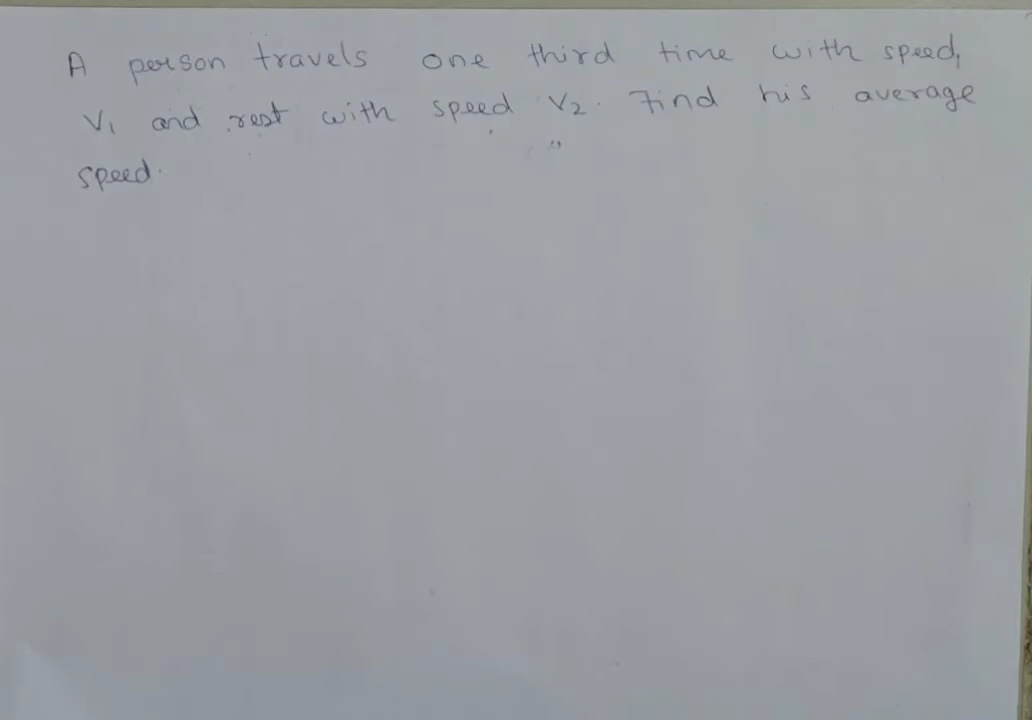 A person travels one third time with speed,
V₁ and rest with speed V₂. Find his average
speed.